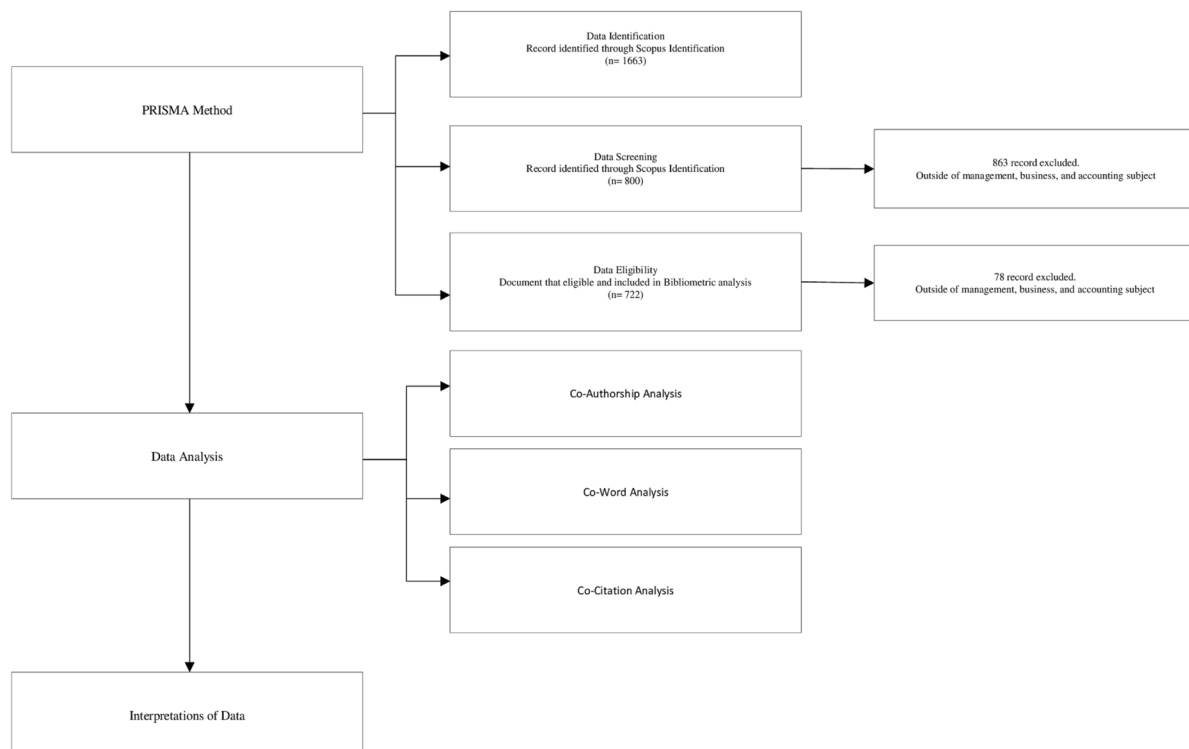 Data Identification
Record identified through Scopus Identification
(n= 1663)
PRISMA Method
Data Screening
Record identified through Scopus Identification
(n= 800)
863 record excluded.
Outside of management, business, and accounting subject
Data Eligibility
Document that eligible and included in Bibliometric analysis
(n= 722)
78 record excluded.
Outside of management, business, and accounting subject
Co-Authorship Analysis
Data Analysis
Co-Word Analysis
Co-Citation Analysis
Interpretations of Data